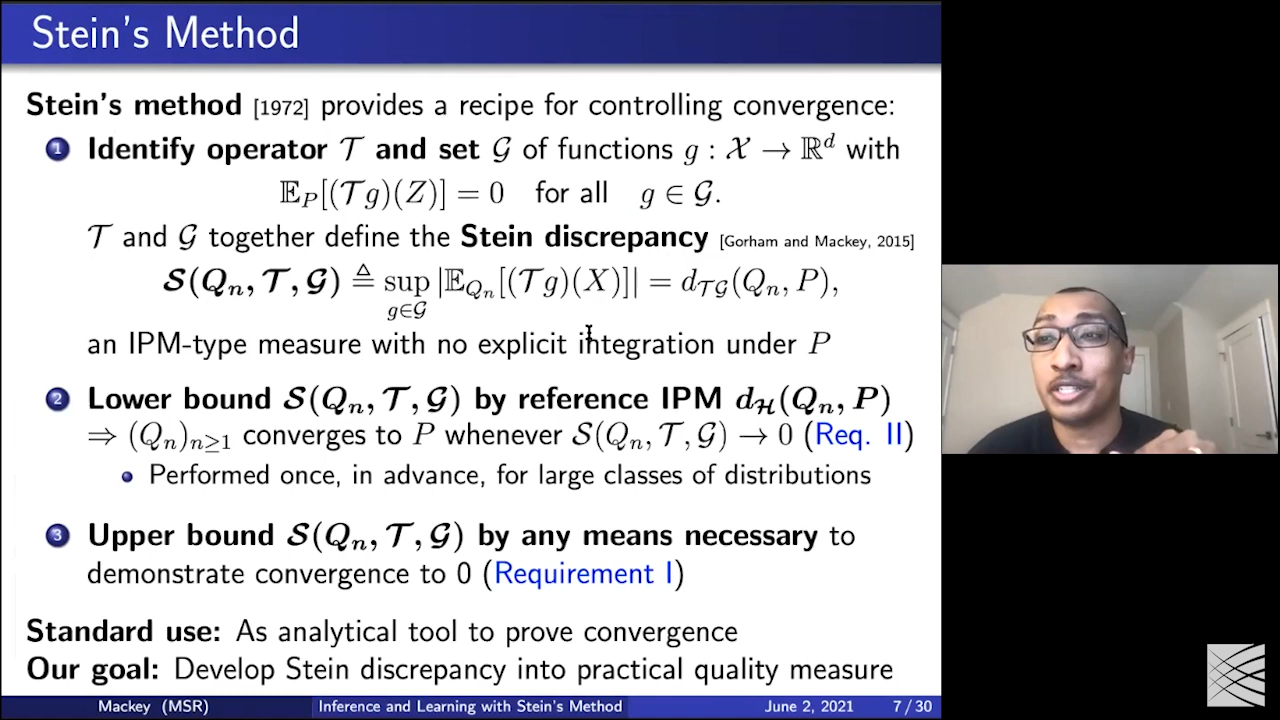 Stein's Method
Stein's method [1972] provides a recipe for controlling convergence:
1 Identify operator 𝒯 and set 𝒢 of functions g : 𝒳 → ℝ^d with
𝔼_P[(𝒯g)(Z)] = 0 for all g ∈ 𝒢.
𝒯 and 𝒢 together define the Stein discrepancy [Gorham and Mackey, 2015]
𝒮(Q_n, 𝒯, 𝒢) ≜ sup_{g∈𝒢} |𝔼_{Q_n}[(𝒯g)(X)]| = d_{𝒯𝒢}(Q_n, P),
an IPM-type measure with no explicit integration under P
2 Lower bound 𝒮(Q_n, 𝒯, 𝒢) by reference IPM d_ℋ(Q_n, P)
⇒ (Q_n)_{n≥1} converges to P whenever 𝒮(Q_n, 𝒯, 𝒢) → 0 (Req. II)
• Performed once, in advance, for large classes of distributions
3 Upper bound 𝒮(Q_n, 𝒯, 𝒢) by any means necessary to
demonstrate convergence to 0 (Requirement I)
Standard use: As analytical tool to prove convergence
Our goal: Develop Stein discrepancy into practical quality measure
Mackey (MSR) Inference and Learning with Stein's Method June 2, 2021 7 / 30